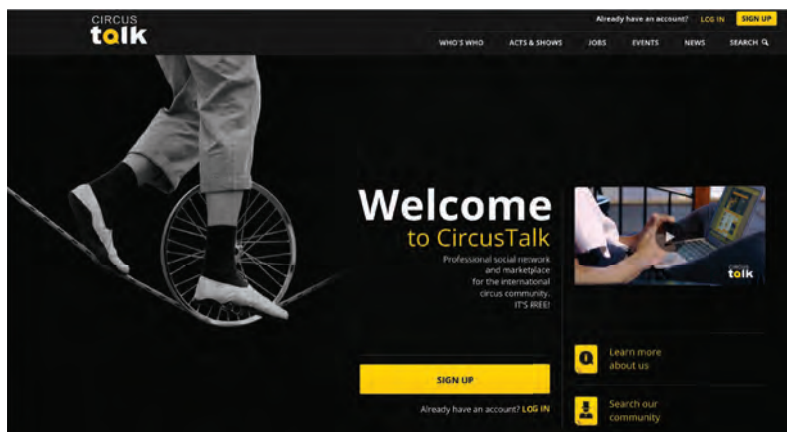 CIRCUS
talk
Already have an account? LOG IN SIGN UP
WHO'S WHO ACTS & SHOWS JOBS EVENTS NEWS SEARCH
Welcome
to CircusTalk
Professional social network
and marketplace
for the international
circus community.
IT'S FREE!
SIGN UP
Already have an account? LOG IN
CIRCUS
talk
Learn more
about us
Search our
community